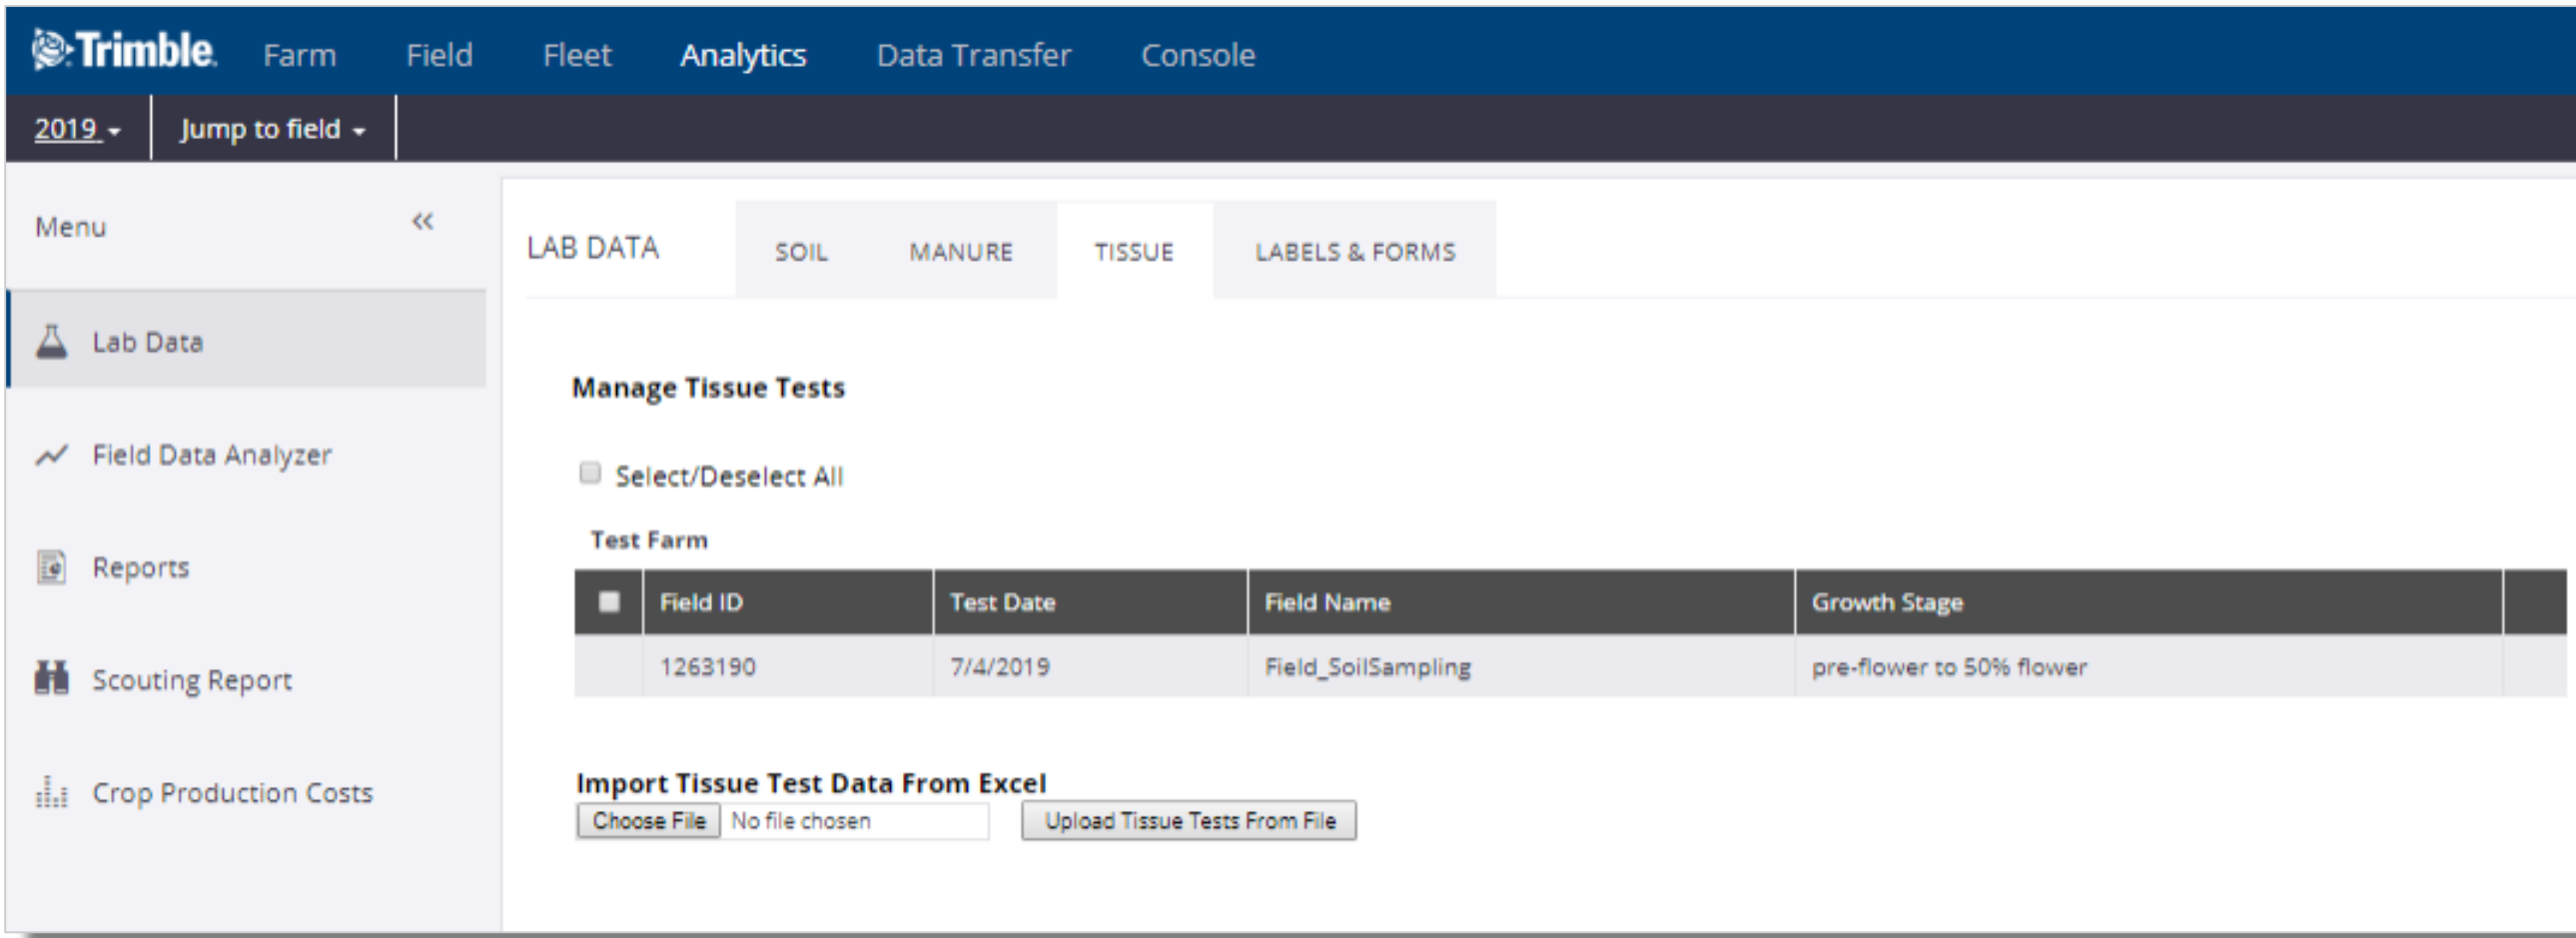 Trimble. Farm Field Fleet Analytics Data Transfer Console
2019 Jump to field
Menu «
LAB DATA SOIL MANURE TISSUE LABELS & FORMS
Lab Data
Manage Tissue Tests
Field Data Analyzer
Select/Deselect All
Test Farm
Reports
Field ID Test Date Field Name Growth Stage
1263190 7/4/2019 Field_SoilSampling pre-flower to 50% flower
Scouting Report
Import Tissue Test Data From Excel
Crop Production Costs
Choose File No file chosen Upload Tissue Tests From File